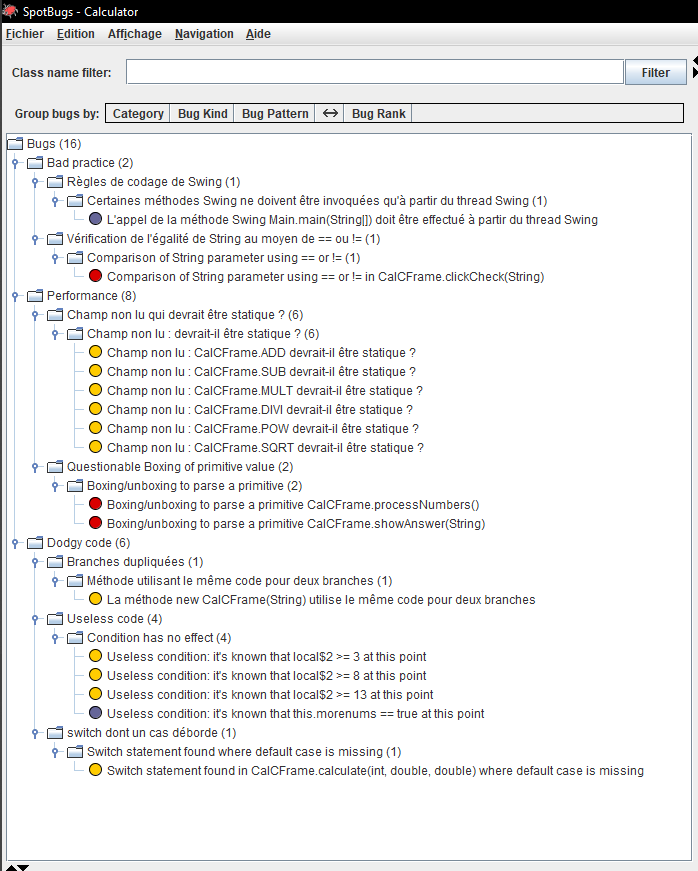 SpotBugs - Calculator
Fichier Edition Affichage Navigation Aide
Class name filter: Filter
Group bugs by: Category Bug Kind Bug Pattern ↔ Bug Rank
Bugs (16)
Bad practice (2)
Règles de codage de Swing (1)
Certaines méthodes Swing ne doivent être invoquées qu'à partir du thread Swing (1)
L'appel de la méthode Swing Main.main(String[]) doit être effectué à partir du thread Swing
Vérification de l'égalité de String au moyen de == ou != (1)
Comparison of String parameter using == or != (1)
Comparison of String parameter using == or != in CalCFrame.clickCheck(String)
Performance (8)
Champ non lu qui devrait être statique ? (6)
Champ non lu : devrait-il être statique ? (6)
Champ non lu : CalCFrame.ADD devrait-il être statique ?
Champ non lu : CalCFrame.SUB devrait-il être statique ?
Champ non lu : CalCFrame.MULT devrait-il être statique ?
Champ non lu : CalCFrame.DIVI devrait-il être statique ?
Champ non lu : CalCFrame.POW devrait-il être statique ?
Champ non lu : CalCFrame.SQRT devrait-il être statique ?
Questionable Boxing of primitive value (2)
Boxing/unboxing to parse a primitive (2)
Boxing/unboxing to parse a primitive CalCFrame.processNumbers()
Boxing/unboxing to parse a primitive CalCFrame.showAnswer(String)
Dodgy code (6)
Branches dupliquées (1)
Méthode utilisant le même code pour deux branches (1)
La méthode new CalCFrame(String) utilise le même code pour deux branches
Useless code (4)
Condition has no effect (4)
Useless condition: it's known that local$2 >= 3 at this point
Useless condition: it's known that local$2 >= 8 at this point
Useless condition: it's known that local$2 >= 13 at this point
Useless condition: it's known that this.morenums == true at this point
switch dont un cas déborde (1)
Switch statement found where default case is missing (1)
Switch statement found in CalCFrame.calculate(int, double, double) where default case is missing